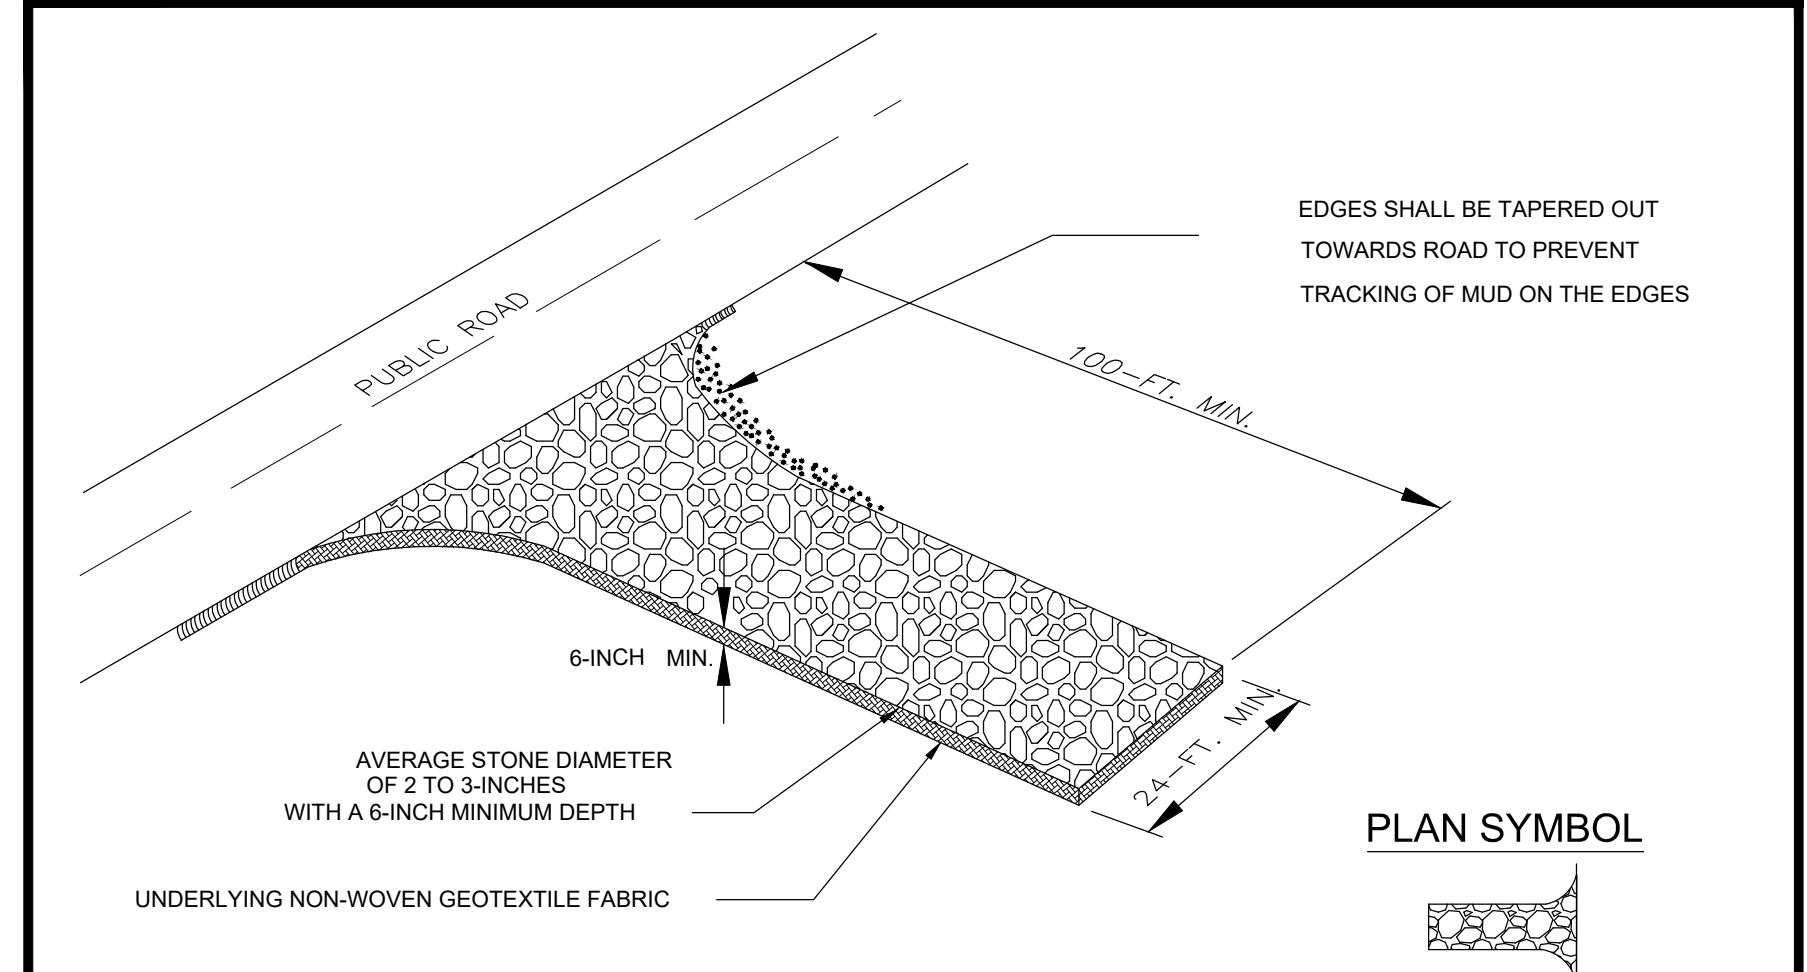 EDGES SHALL BE TAPERED OUT
TOWARDS ROAD TO PREVENT
TRACKING OF MUD ON THE EDGES
PUBLIC ROAD
100-FT. MIN.
6-INCH MIN.
24-FT. MIN.
AVERAGE STONE DIAMETER
OF 2 TO 3-INCHES
WITH A 6-INCH MINIMUM DEPTH
UNDERLYING NON-WOVEN GEOTEXTILE FABRIC
PLAN SYMBOL